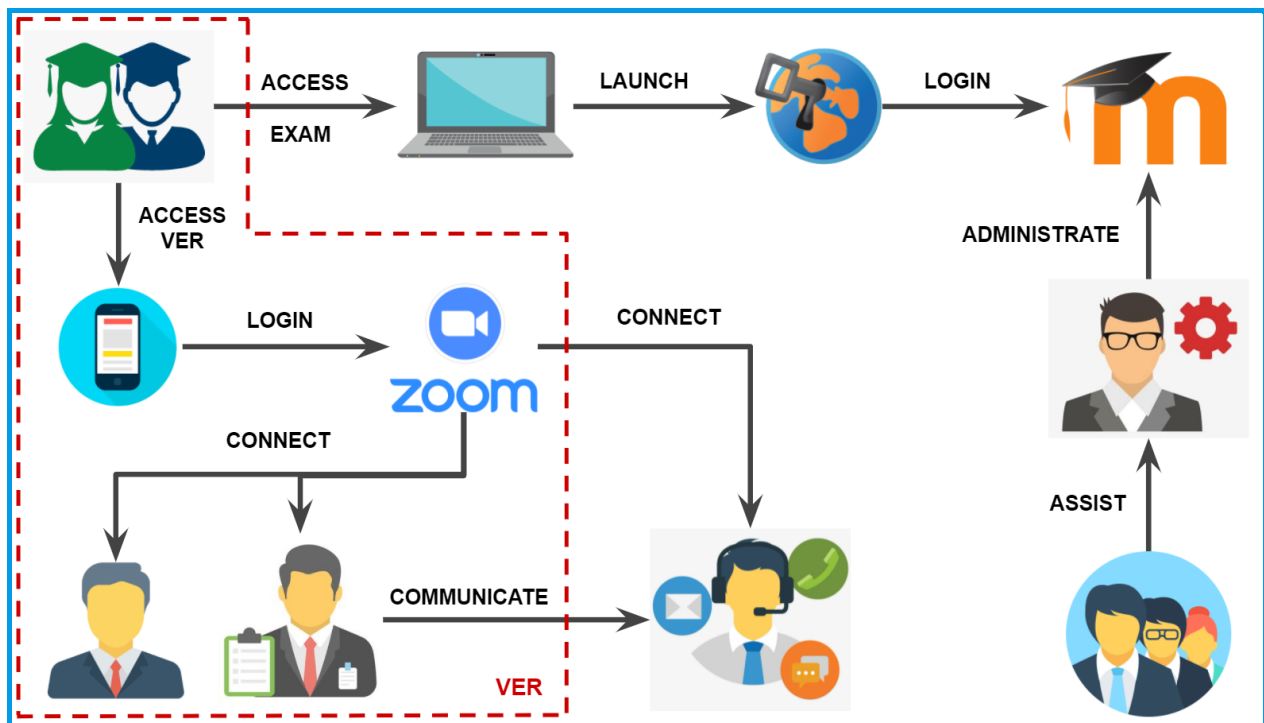 ACCESS
EXAM
LAUNCH
LOGIN
m
ACCESS
VER
ADMINISTRATE
LOGIN
CONNECT
zoom
CONNECT
ASSIST
COMMUNICATE
VER